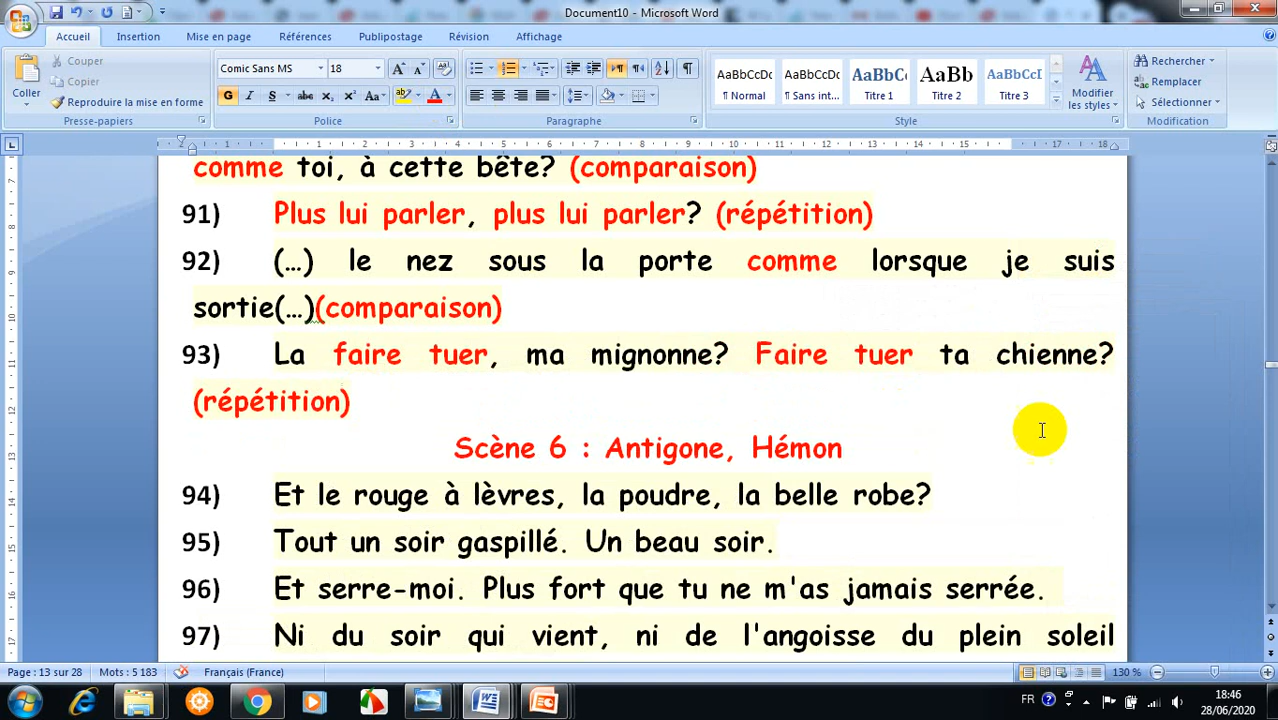 Document10 - Microsoft Word
Accueil Insertion Mise en page Références Publipostage Révision Affichage
Coller
Couper
Copier
Reproduire la mise en forme
Presse-papiers
Comic Sans MS 18
Police
Paragraphe
AaBbCcDc AaBbCcDc AaBbC AaBb AaBbCcI
¶ Normal ¶ Sans int... Titre 1 Titre 2 Titre 3
Modifier les styles
Style
Rechercher
Remplacer
Sélectionner
Modification
comme toi, à cette bête? (comparaison)
91) Plus lui parler, plus lui parler? (répétition)
92) (…) le nez sous la porte comme lorsque je suis
sortie(…)(comparaison)
93) La faire tuer, ma mignonne? Faire tuer ta chienne?
(répétition)
Scène 6 : Antigone, Hémon
94) Et le rouge à lèvres, la poudre, la belle robe?
95) Tout un soir gaspillé. Un beau soir.
96) Et serre-moi. Plus fort que tu ne m'as jamais serrée.
97) Ni du soir qui vient, ni de l'angoisse du plein soleil
Page : 13 sur 28 Mots : 5 183 Français (France) 130 %
FR 18:46
28/06/2020